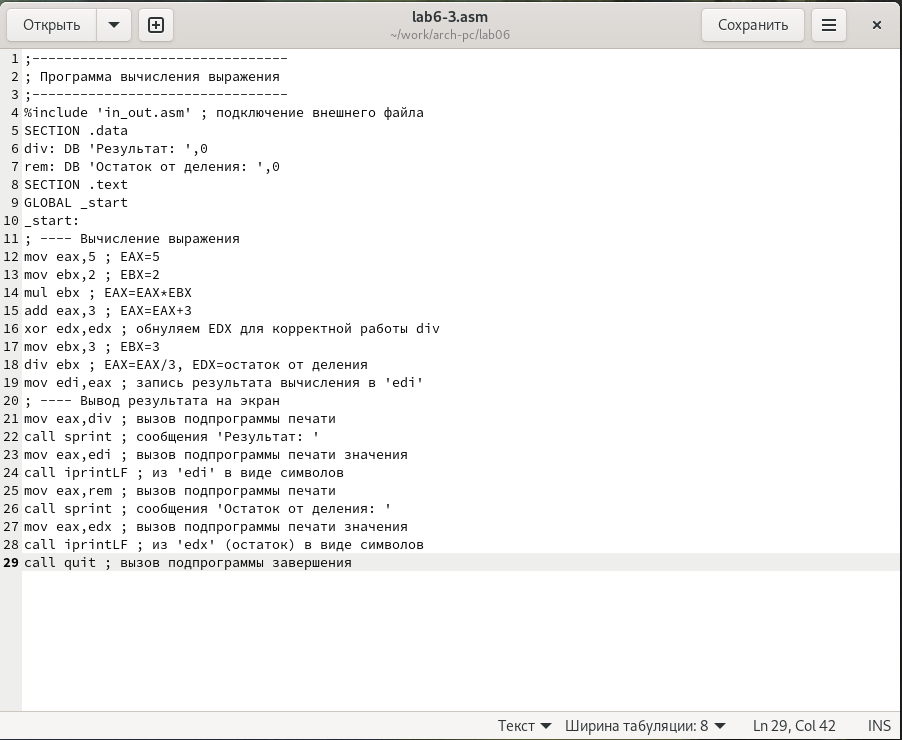 Открыть
lab6-3.asm
~/work/arch-pc/lab06
Сохранить
1 ;--------------------------------
2 ; Программа вычисления выражения
3 ;--------------------------------
4 %include 'in_out.asm' ; подключение внешнего файла
5 SECTION .data
6 div: DB 'Результат: ',0
7 rem: DB 'Остаток от деления: ',0
8 SECTION .text
9 GLOBAL _start
10 _start:
11 ; ---- Вычисление выражения
12 mov eax,5 ; EAX=5
13 mov ebx,2 ; EBX=2
14 mul ebx ; EAX=EAX*EBX
15 add eax,3 ; EAX=EAX+3
16 xor edx,edx ; обнуляем EDX для корректной работы div
17 mov ebx,3 ; EBX=3
18 div ebx ; EAX=EAX/3, EDX=остаток от деления
19 mov edi,eax ; запись результата вычисления в 'edi'
20 ; ---- Вывод результата на экран
21 mov eax,div ; вызов подпрограммы печати
22 call sprint ; сообщения 'Результат: '
23 mov eax,edi ; вызов подпрограммы печати значения
24 call iprintLF ; из 'edi' в виде символов
25 mov eax,rem ; вызов подпрограммы печати
26 call sprint ; сообщения 'Остаток от деления: '
27 mov eax,edx ; вызов подпрограммы печати значения
28 call iprintLF ; из 'edx' (остаток) в виде символов
29 call quit ; вызов подпрограммы завершения
Текст Ширина табуляции: 8 Ln 29, Col 42 INS